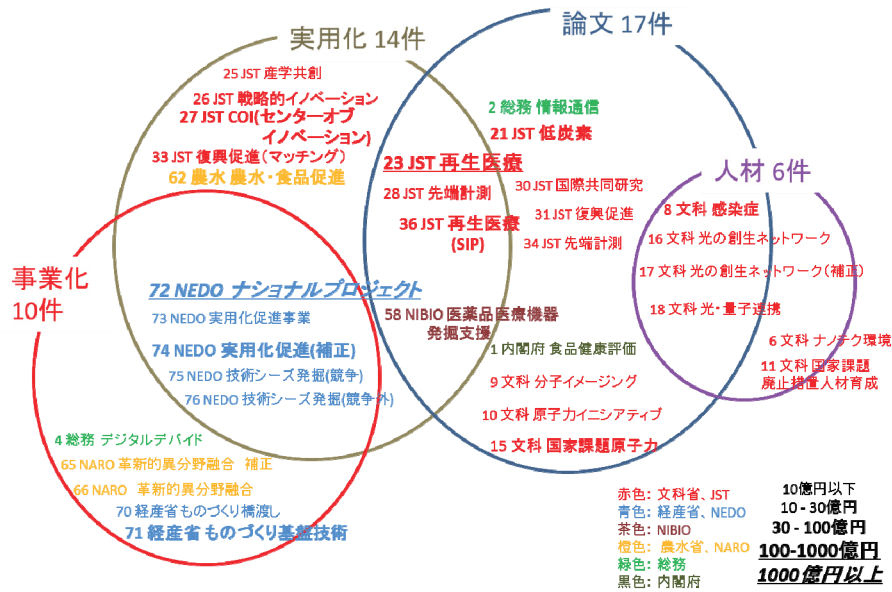 実用化 14件
論文 17件
25 JST 産学共創
26 JST 戦略的イノベーション
27 JST COI(センターオブ
イノベーション)
33 JST 復興促進(マッチング)
62 農水 農水・食品促進
2 総務 情報通信
21 JST 低炭素
23 JST 再生医療
28 JST 先端計測
36 JST 再生医療
(SIP)
30 JST 国際共同研究
31 JST 復興促進
34 JST 先端計測
人材 6件
8 文科 感染症
16 文科 光の創生ネットワーク
17 文科 光の創生ネットワーク(補正)
18 文科 光・量子連携
6 文科 ナノテク環境
11 文科 国家課題
廃止措置人材育成
事業化
10件
72 NEDO ナショナルプロジェクト
73 NEDO 実用化促進事業
74 NEDO 実用化促進(補正)
75 NEDO 技術シーズ発掘(競争)
76 NEDO 技術シーズ発掘(競争外)
58 NIBIO 医薬品医療機器
発掘支援
1 内閣府 食品健康評価
9 文科 分子イメージング
10 文科 原子力イニシアティブ
15 文科 国家課題原子力
4 総務 デジタルデバイド
65 NARO 革新的異分野融合 補正
66 NARO 革新的異分野融合
70 経産省ものづくり橋渡し
71 経産省 ものづくり基盤技術
赤色: 文科省、JST
青色: 経産省、NEDO
茶色: NIBIO
橙色: 農水省、NARO
緑色: 総務
黒色: 内閣府
10億円以下
10 - 30億円
30 - 100億円
100-1000億円
1000億円以上